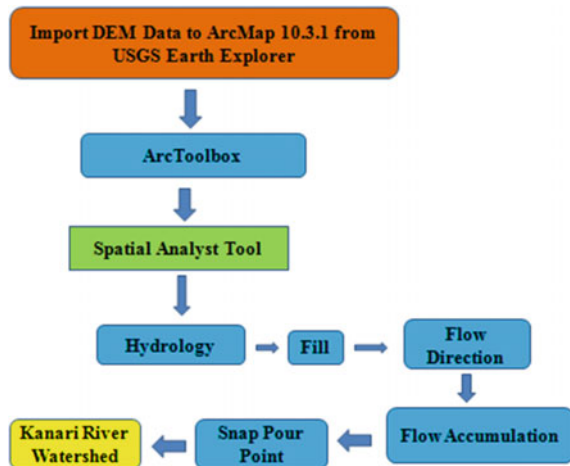 Import DEM Data to ArcMap 10.3.1 from
USGS Earth Explorer
ArcToolbox
Spatial Analyst Tool
Hydrology
Fill
Flow
Direction
Flow Accumulation
Snap Pour
Point
Kanari River
Watershed